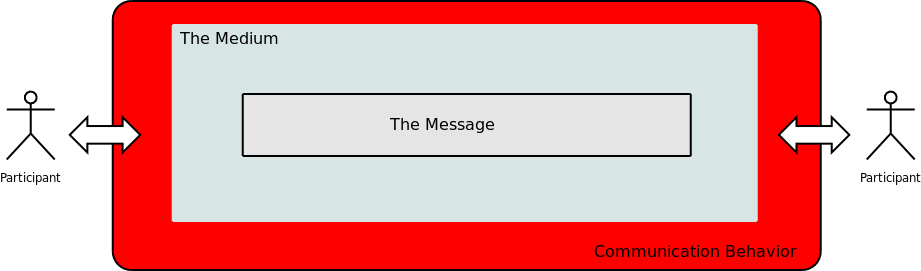 The Medium
The Message
Participant
Participant
Communication Behavior